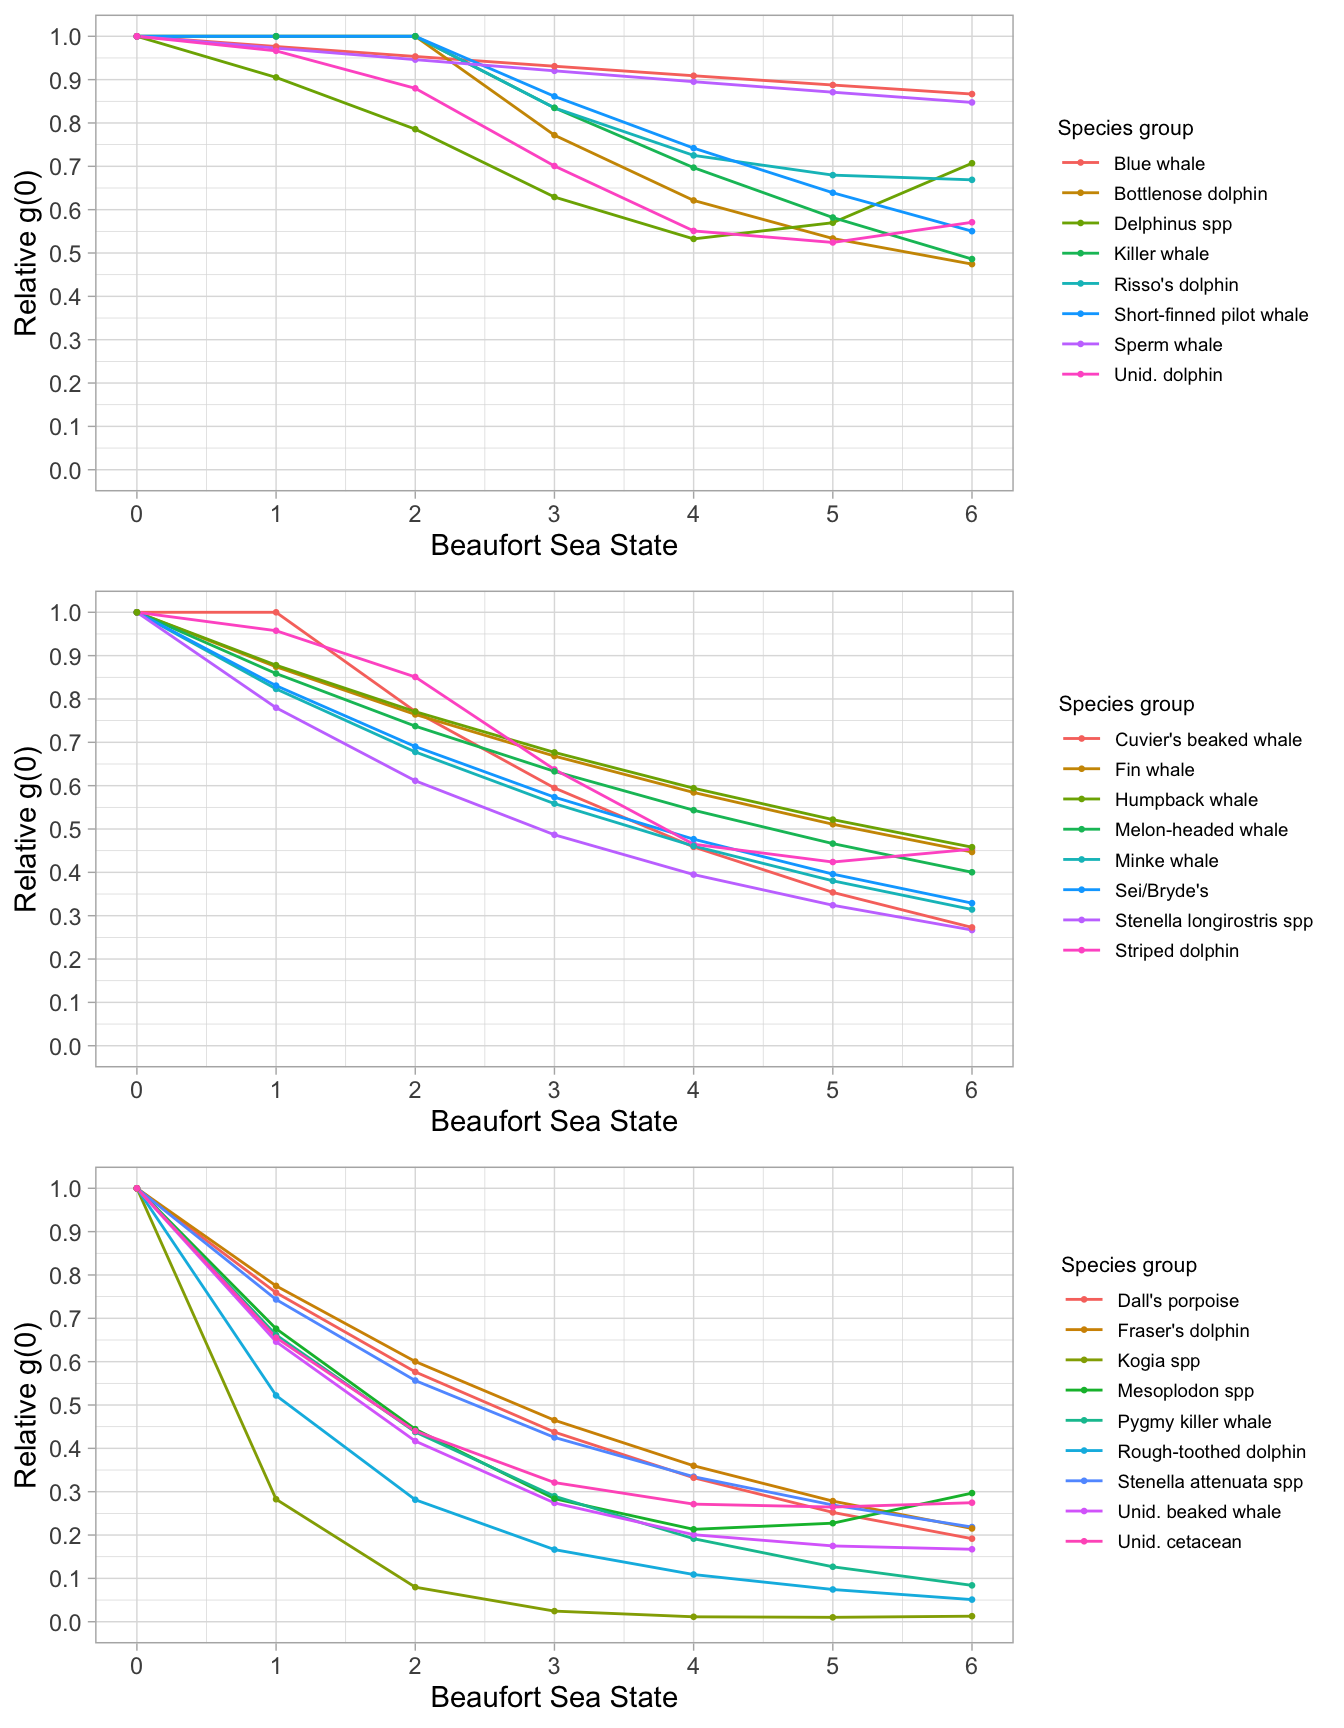 1.0
0.9
0.8
0.7
0.6
0.5
0.4
0.3
0.2
0.1
0.0
Relative g(0)
0 1 2 3 4 5 6
Beaufort Sea State
Species group
Blue whale
Bottlenose dolphin
Delphinus spp
Killer whale
Risso's dolphin
Short-finned pilot whale
Sperm whale
Unid. dolphin
1.0
0.9
0.8
0.7
0.6
0.5
0.4
0.3
0.2
0.1
0.0
Relative g(0)
0 1 2 3 4 5 6
Beaufort Sea State
Species group
Cuvier's beaked whale
Fin whale
Humpback whale
Melon-headed whale
Minke whale
Sei/Bryde's
Stenella longirostris spp
Striped dolphin
1.0
0.9
0.8
0.7
0.6
0.5
0.4
0.3
0.2
0.1
0.0
Relative g(0)
0 1 2 3 4 5 6
Beaufort Sea State
Species group
Dall's porpoise
Fraser's dolphin
Kogia spp
Mesoplodon spp
Pygmy killer whale
Rough-toothed dolphin
Stenella attenuata spp
Unid. beaked whale
Unid. cetacean